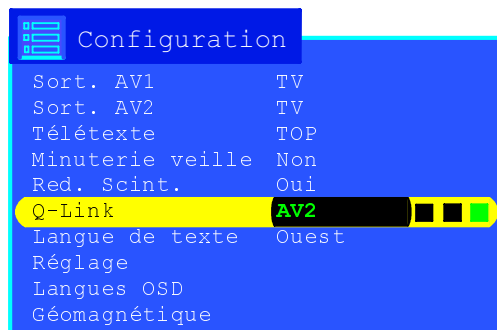 Configuration
Sort. AV1 TV
Sort. AV2 TV
Télétexte TOP
Minuterie veille Non
Red. Scint. Oui
Q-Link AV2
Langue de texte Ouest
Réglage
Langues OSD
Géomagnétique